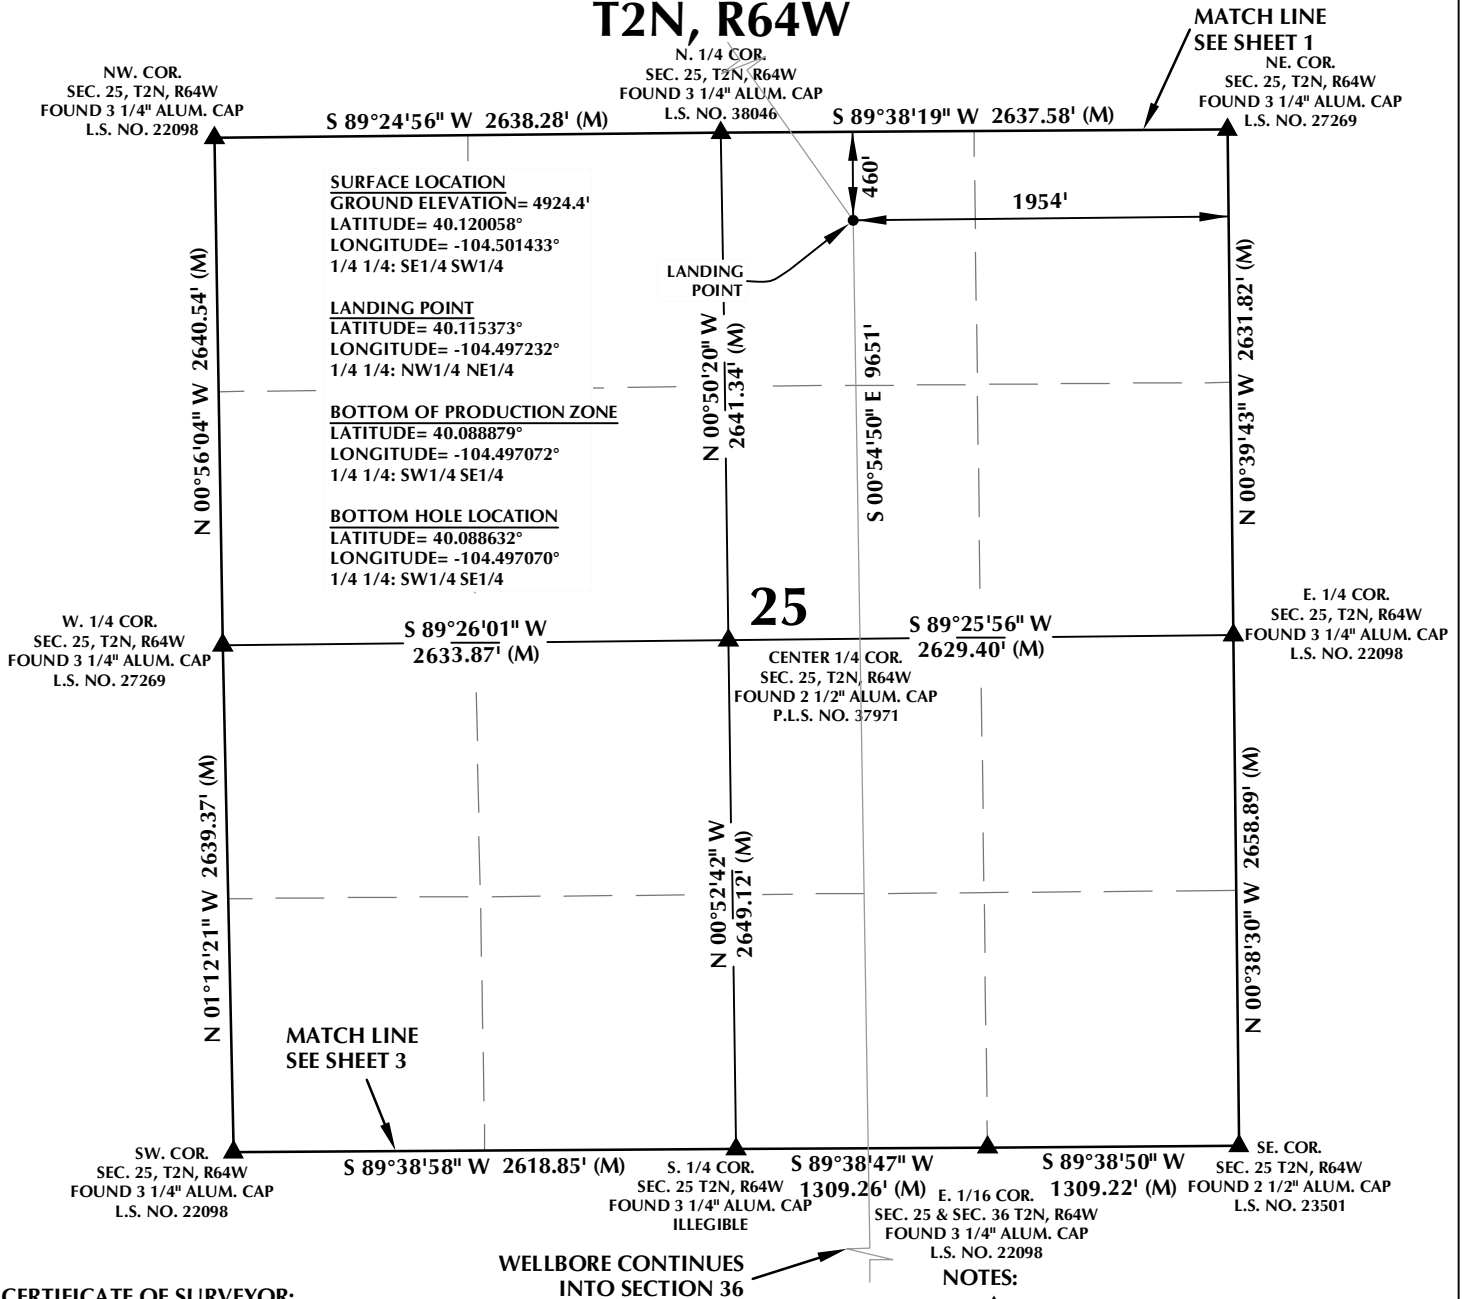 T2N, R64W
MATCH LINE
SEE SHEET 1
NW. COR.
SEC. 25, T2N, R64W
FOUND 3 1/4" ALUM. CAP
L.S. NO. 22098
N. 1/4 COR.
SEC. 25, T2N, R64W
FOUND 3 1/4" ALUM. CAP
L.S. NO. 38046
NE. COR.
SEC. 25, T2N, R64W
FOUND 3 1/4" ALUM. CAP
L.S. NO. 27269
S 89°24'56" W 2638.28' (M)
S 89°38'19" W 2637.58' (M)
460'
1954'
SURFACE LOCATION
GROUND ELEVATION= 4924.4'
LATITUDE= 40.120058°
LONGITUDE= -104.501433°
1/4 1/4: SE1/4 SW1/4
LANDING POINT
LATITUDE= 40.115373°
LONGITUDE= -104.497232°
1/4 1/4: NW1/4 NE1/4
BOTTOM OF PRODUCTION ZONE
LATITUDE= 40.088879°
LONGITUDE= -104.497072°
1/4 1/4: SW1/4 SE1/4
BOTTOM HOLE LOCATION
LATITUDE= 40.088632°
LONGITUDE= -104.497070°
1/4 1/4: SW1/4 SE1/4
LANDING
POINT
N 00°56'04" W 2640.54' (M)
N 00°50'20" W
2641.34' (M)
S 00°54'50" E 9651'
N 00°39'43" W 2631.82' (M)
25
W. 1/4 COR.
SEC. 25, T2N, R64W
FOUND 3 1/4" ALUM. CAP
L.S. NO. 27269
S 89°26'01" W
2633.87' (M)
S 89°25'56" W
2629.40' (M)
E. 1/4 COR.
SEC. 25, T2N, R64W
FOUND 3 1/4" ALUM. CAP
L.S. NO. 22098
CENTER 1/4 COR.
SEC. 25, T2N, R64W
FOUND 2 1/2" ALUM. CAP
P.L.S. NO. 37971
N 01°12'21" W 2639.37' (M)
N 00°52'42" W
2649.12' (M)
N 00°38'30" W 2658.89' (M)
MATCH LINE
SEE SHEET 3
SW. COR.
SEC. 25, T2N, R64W
FOUND 3 1/4" ALUM. CAP
L.S. NO. 22098
S 89°38'58" W 2618.85' (M)
S. 1/4 COR.
SEC. 25 T2N, R64W
FOUND 3 1/4" ALUM. CAP
ILLEGIBLE
S 89°38'47" W
1309.26' (M)
E. 1/16 COR.
SEC. 25 & SEC. 36 T2N, R64W
FOUND 3 1/4" ALUM. CAP
L.S. NO. 22098
S 89°38'50" W
1309.22' (M)
SE. COR.
SEC. 25 T2N, R64W
FOUND 2 1/2" ALUM. CAP
L.S. NO. 23501
WELLBORE CONTINUES
INTO SECTION 36
NOTES:
CERTIFICATE OF SURVEYOR: